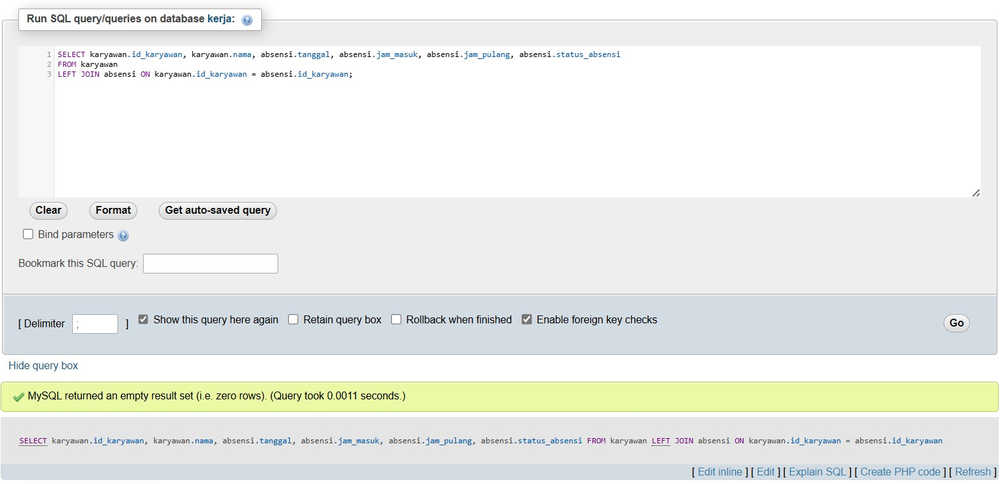 Run SQL query/queries on database kerja:
1 SELECT karyawan.id_karyawan, karyawan.nama, absensi.tanggal, absensi.jam_masuk, absensi.jam_pulang, absensi.status_absensi
2 FROM karyawan
3 LEFT JOIN absensi ON karyawan.id_karyawan = absensi.id_karyawan;
Clear Format Get auto-saved query
Bind parameters
Bookmark this SQL query:
[ Delimiter ; ] Show this query here again Retain query box Rollback when finished Enable foreign key checks Go
Hide query box
MySQL returned an empty result set (i.e. zero rows). (Query took 0.0011 seconds.)
SELECT karyawan.id_karyawan, karyawan.nama, absensi.tanggal, absensi.jam_masuk, absensi.jam_pulang, absensi.status_absensi FROM karyawan LEFT JOIN absensi ON karyawan.id_karyawan = absensi.id_karyawan
[ Edit inline ] [ Edit ] [ Explain SQL ] [ Create PHP code ] [ Refresh ]